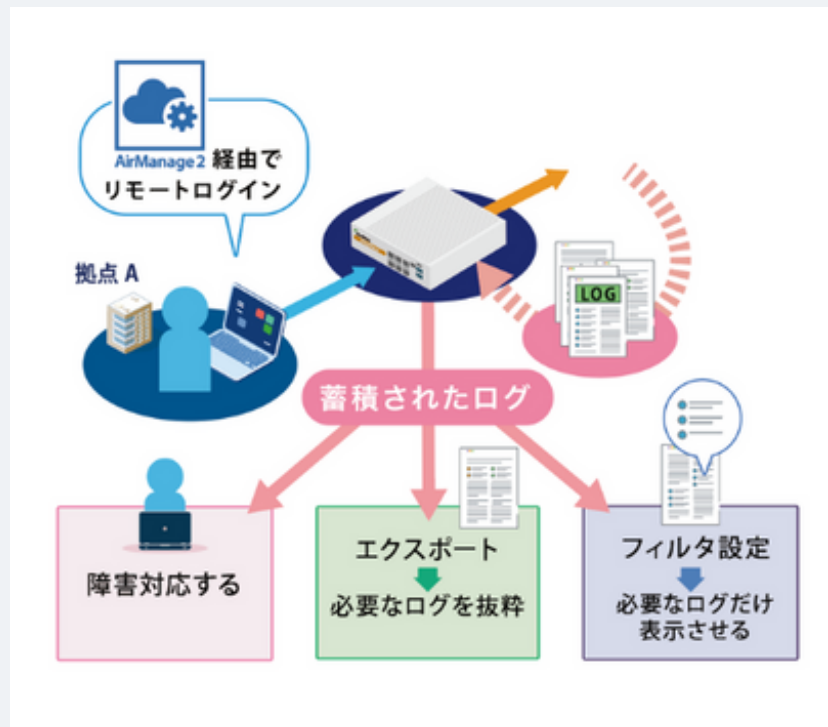 AirManage2 経由で
リモートログイン
拠点 A
LOG
蓄積されたログ
障害対応する
エクスポート
必要なログを抜粋
フィルタ設定
必要なログだけ
表示させる